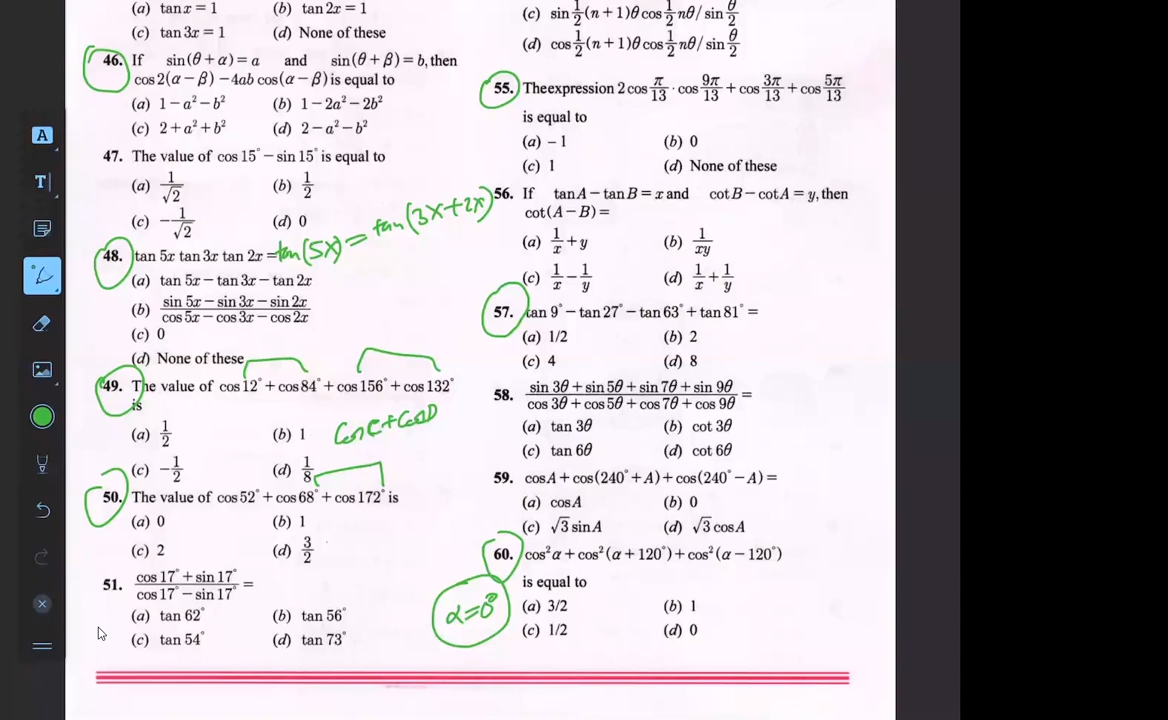 (a) tan x = 1 (b) tan 2x = 1
(c) tan 3x = 1 (d) None of these
46. If sin(θ + α) = a and sin(θ + β) = b, then
cos 2(α − β) − 4ab cos(α − β) is equal to
(a) 1 − a² − b² (b) 1 − 2a² − 2b²
(c) 2 + a² + b² (d) 2 − a² − b²
47. The value of cos 15° − sin 15° is equal to
(a) 1/√2 (b) 1/2
(c) −1/√2 (d) 0
48. tan 5x tan 3x tan 2x = tan(5x) = tan(3x+2x)
(a) tan 5x − tan 3x − tan 2x
(b) (sin 5x − sin 3x − sin 2x)/(cos 5x − cos 3x − cos 2x)
(c) 0
(d) None of these
49. The value of cos 12° + cos 84° + cos 156° + cos 132°
is
(a) 1/2 (b) 1 cos C + cos D
(c) −1/2 (d) 1/8
50. The value of cos 52° + cos 68° + cos 172° is
(a) 0 (b) 1
(c) 2 (d) 3/2
51. (cos 17° + sin 17°)/(cos 17° − sin 17°) =
(a) tan 62° (b) tan 56°
(c) tan 54° (d) tan 73°
(c) sin 1/2 (n + 1)θ cos 1/2 nθ / sin θ/2
(d) cos 1/2 (n + 1)θ cos 1/2 nθ / sin θ/2
55. The expression 2 cos π/13 · cos 9π/13 + cos 3π/13 + cos 5π/13
is equal to
(a) − 1 (b) 0
(c) 1 (d) None of these
56. If tan A − tan B = x and cot B − cot A = y, then
cot(A − B) =
(a) 1/x + y (b) 1/xy
(c) 1/x − 1/y (d) 1/x + 1/y
57. tan 9° − tan 27° − tan 63° + tan 81° =
(a) 1/2 (b) 2
(c) 4 (d) 8
58. (sin 3θ + sin 5θ + sin 7θ + sin 9θ)/(cos 3θ + cos 5θ + cos 7θ + cos 9θ) =
(a) tan 3θ (b) cot 3θ
(c) tan 6θ (d) cot 6θ
59. cos A + cos(240° + A) + cos(240° − A) =
(a) cos A (b) 0
(c) √3 sin A (d) √3 cos A
60. cos² α + cos² (α + 120°) + cos² (α − 120°)
is equal to
α = 0°
(a) 3/2 (b) 1
(c) 1/2 (d) 0